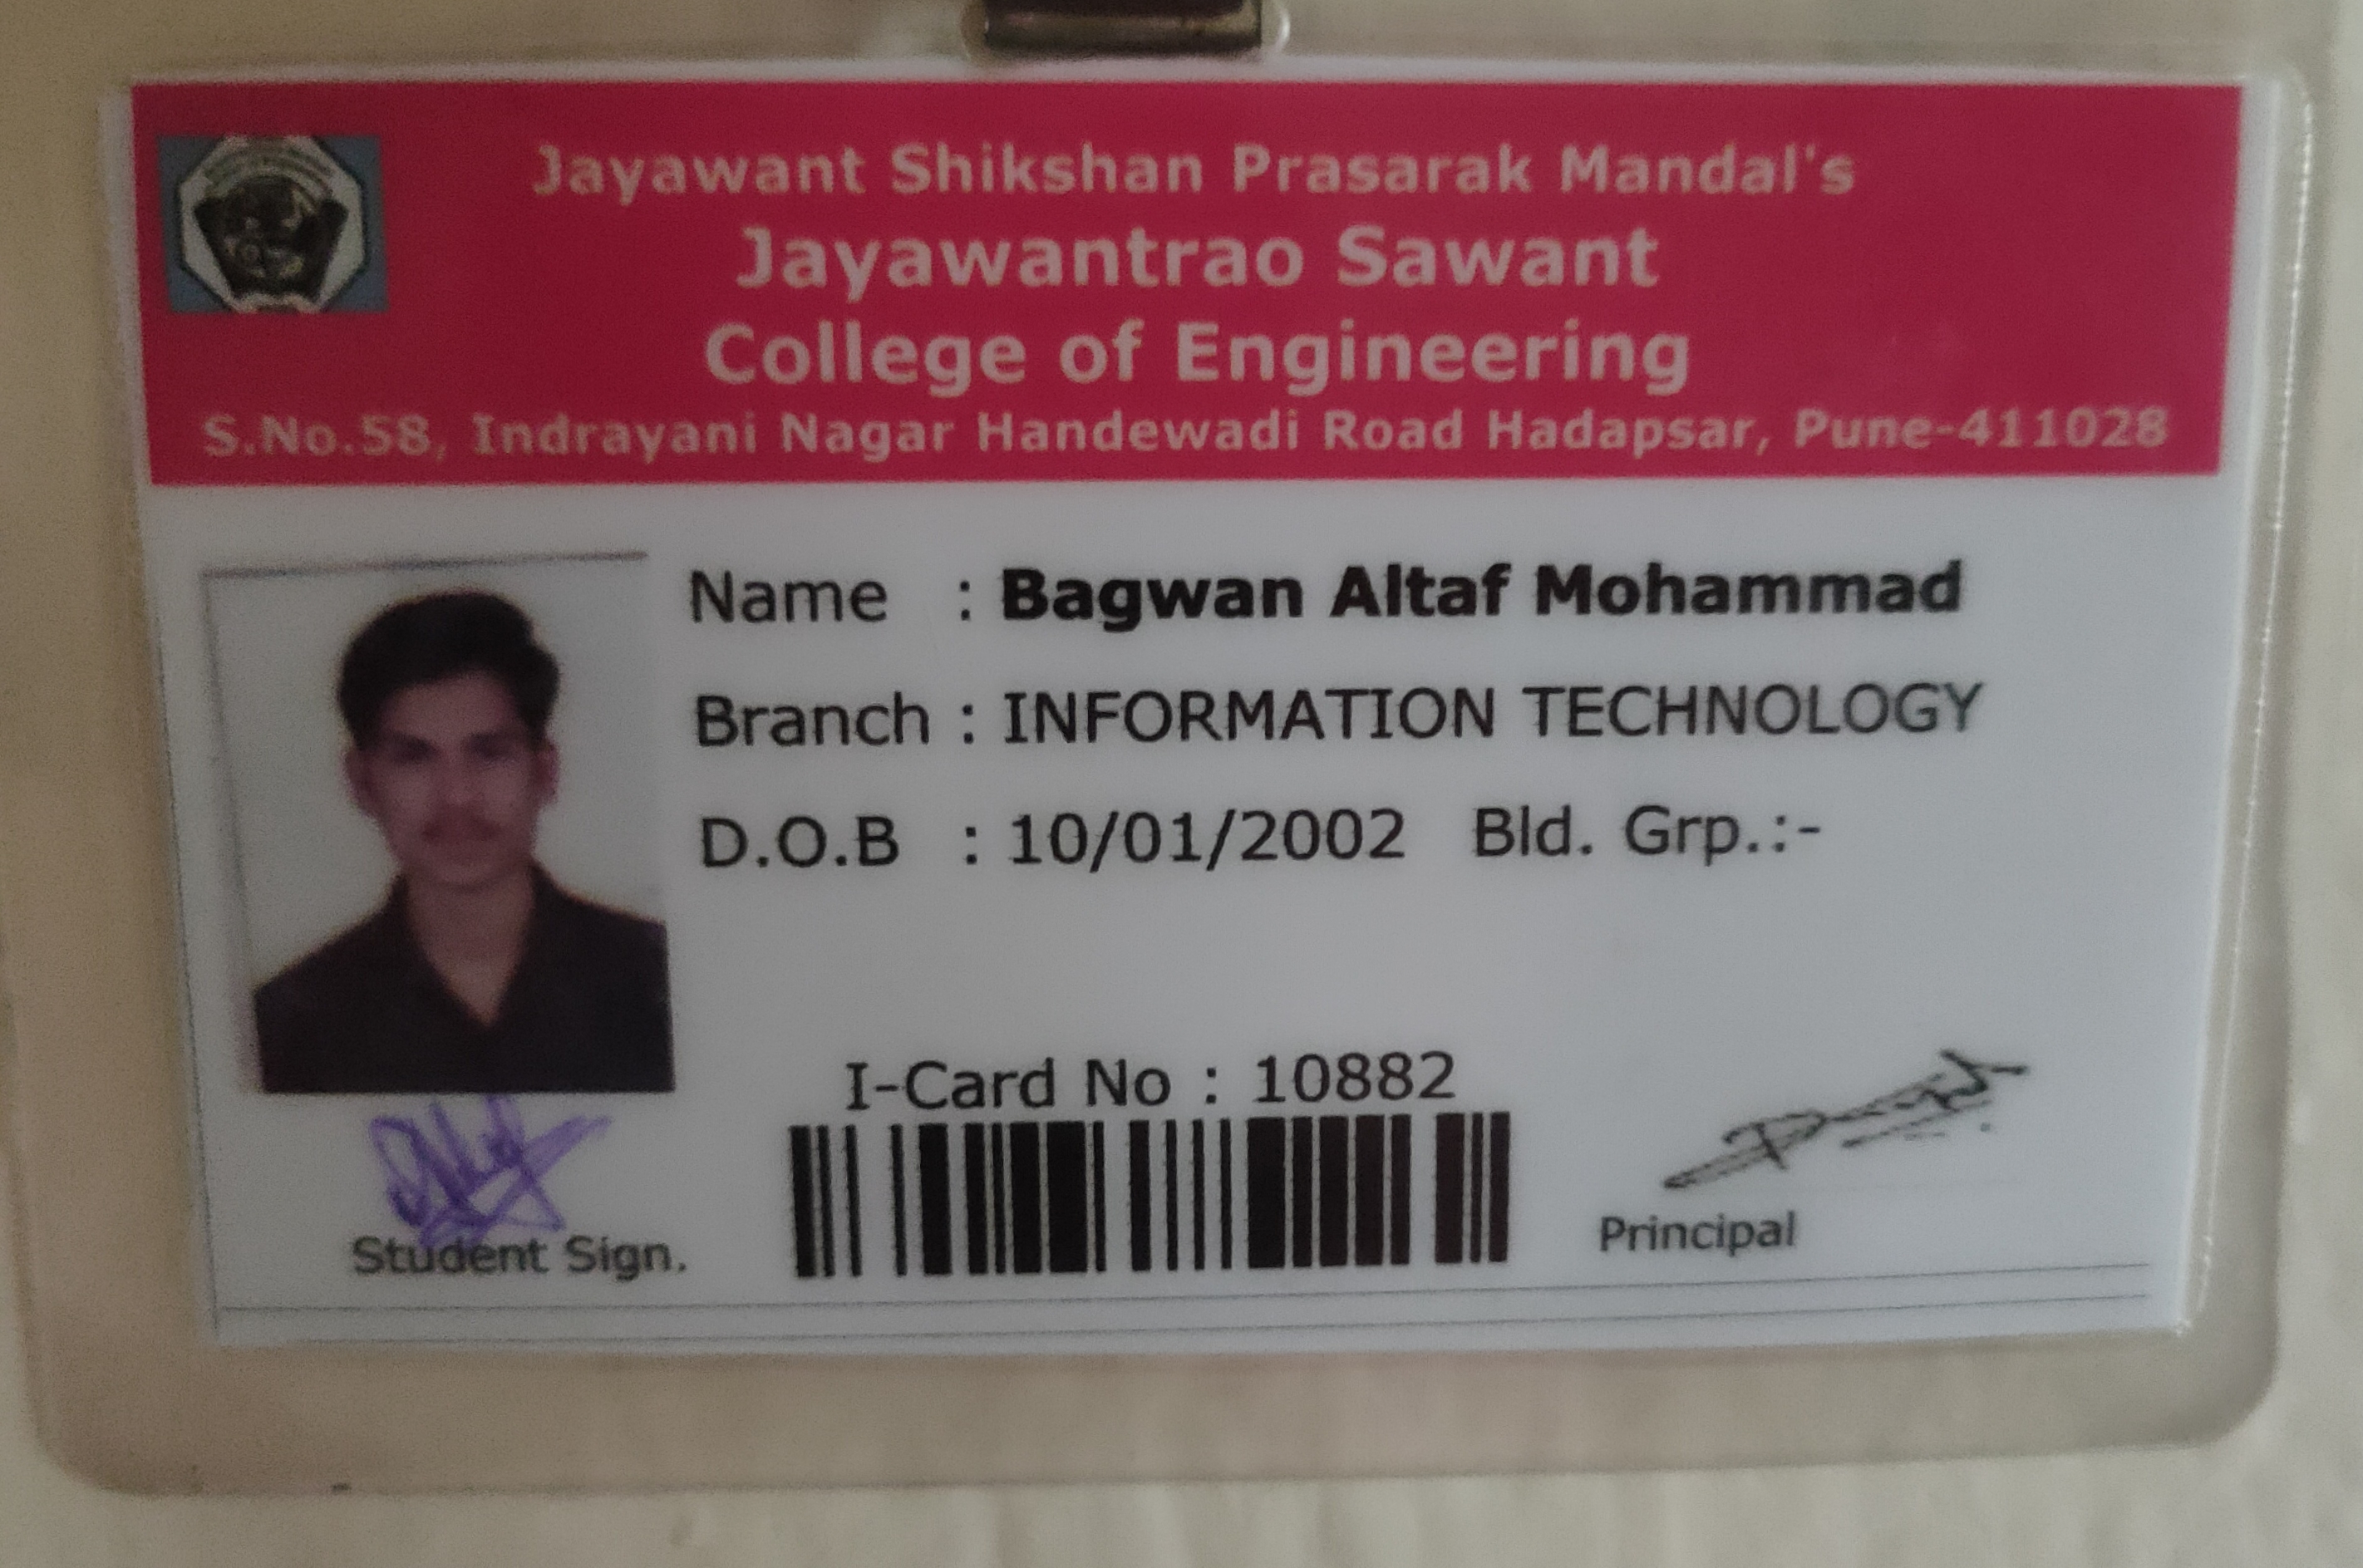 Jayawant Shikshan Prasarak Mandal's
Jayawantrao Sawant
College of Engineering
S.No.58, Indrayani Nagar Handewadi Road Hadapsar, Pune-411028
Name : Bagwan Altaf Mohammad
Branch : INFORMATION TECHNOLOGY
D.O.B : 10/01/2002 Bld. Grp.:-
I-Card No : 10882
Student Sign.
Principal